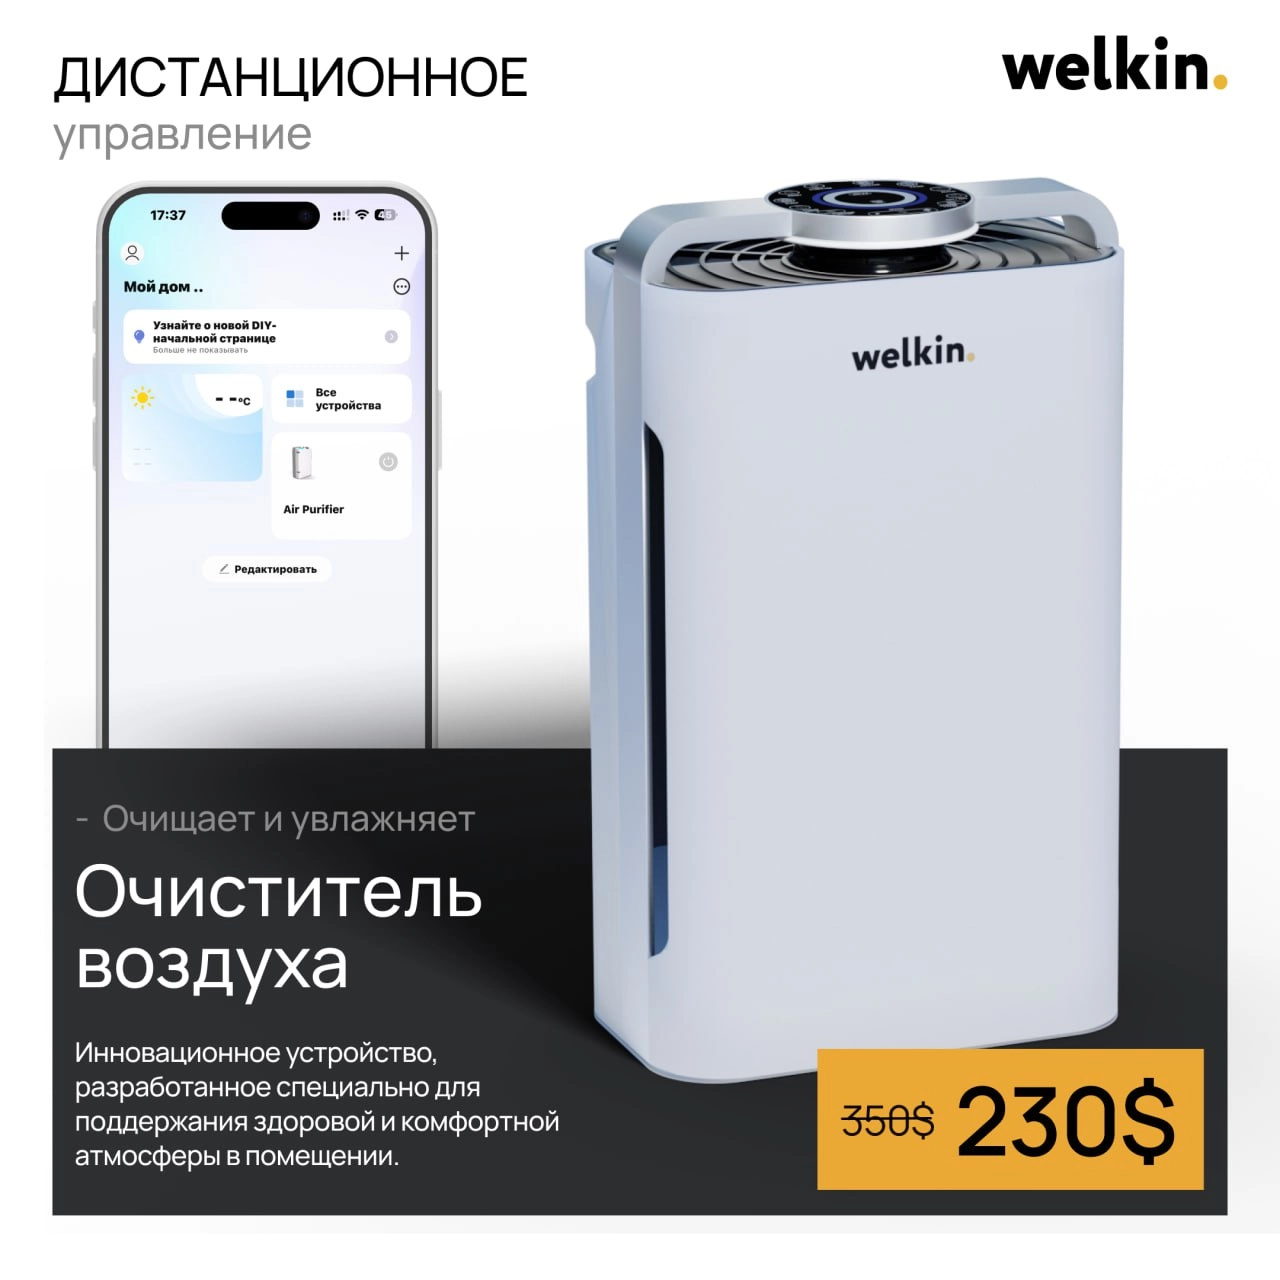 ДИСТАНЦИОННОЕ
управление
welkin.
17:37
45
Мой дом ..
Узнайте о новой DIY-
начальной странице
Больше не показывать
- -°C
Все
устройства
Air Purifier
Редактировать
welkin.
- Очищает и увлажняет
Очиститель
воздуха
Инновационное устройство,
разработанное специально для
поддержания здоровой и комфортной
атмосферы в помещении.
350$ 230$